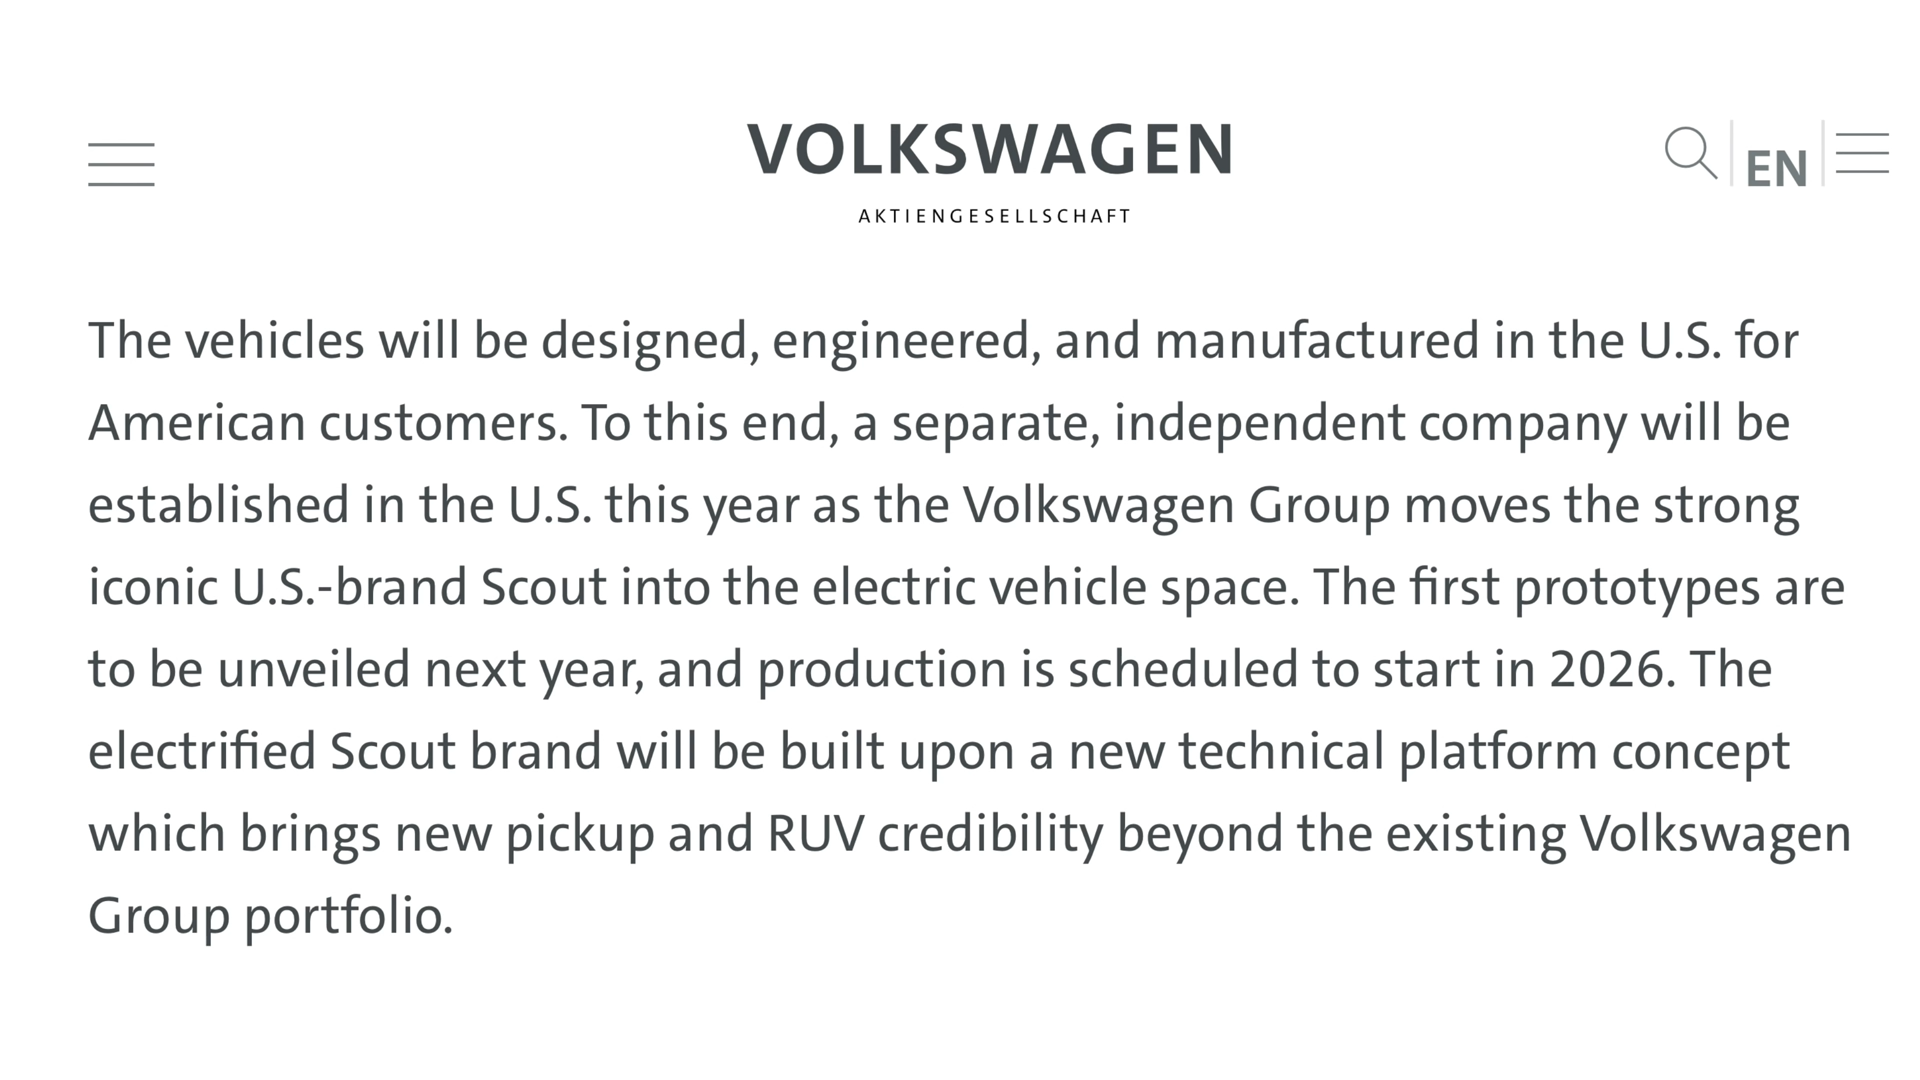 VOLKSWAGEN
EN
AKTIENGESELLSCHAFT
The vehicles will be designed, engineered, and manufactured in the U.S. for
American customers. To this end, a separate, independent company will be
established in the U.S. this year as the Volkswagen Group moves the strong
iconic U.S.-brand Scout into the electric vehicle space. The first prototypes are
to be unveiled next year, and production is scheduled to start in 2026. The
electrified Scout brand will be built upon a new technical platform concept
which brings new pickup and RUV credibility beyond the existing Volkswagen
Group portfolio.